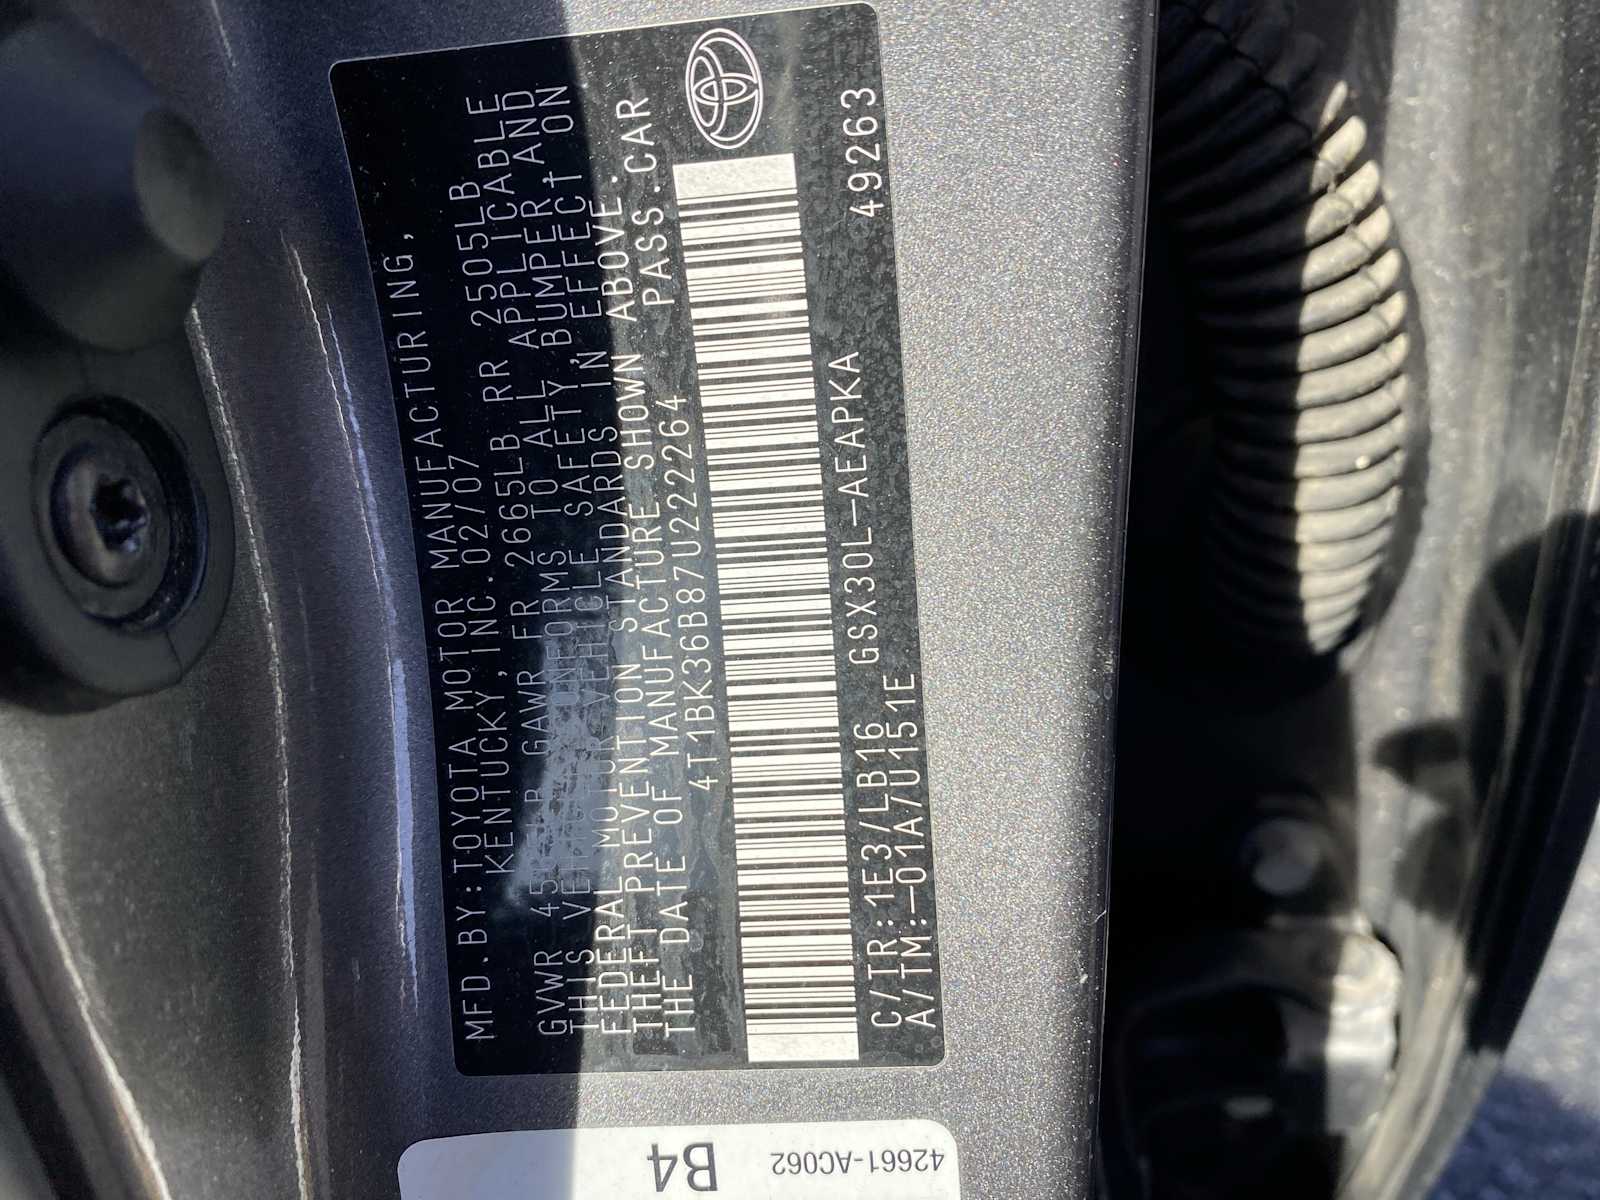 MFD.BY:TOYOTA MOTOR MANUFACTURING,
KENTUCKY,INC.02/07
GVWR GAWR FR 2665LB RR 2505LB
THIS VEHICLE CONFORMS TO ALL APPLICABLE
FEDERAL MOTOR VEHICLE SAFETY,BUMPER,AND
THEFT PREVENTION STANDARDS IN EFFECT ON
THE DATE OF MANUFACTURE SHOWN ABOVE.
4T1BK36B87U222264 PASS.CAR
C/TR:1E3/LB16 GSX30L-AEAPKA 49263
A/TM:-01A/U151E
B4
42661-AC062